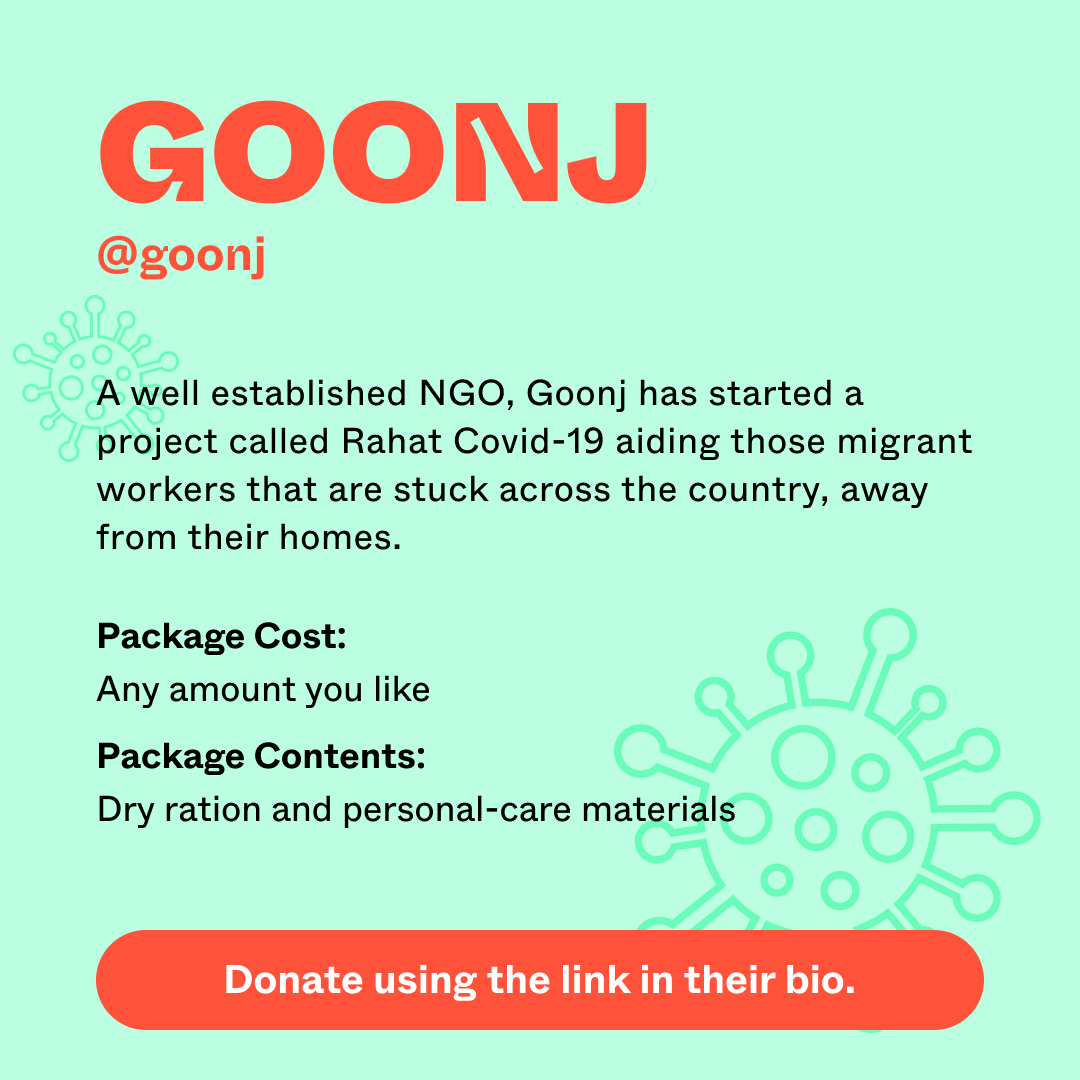 GOONJ
@goonj
A well established NGO, Goonj has started a
project called Rahat Covid-19 aiding those migrant
workers that are stuck across the country, away
from their homes.
Package Cost:
Any amount you like
Package Contents:
Dry ration and personal-care materials
Donate using the link in their bio.